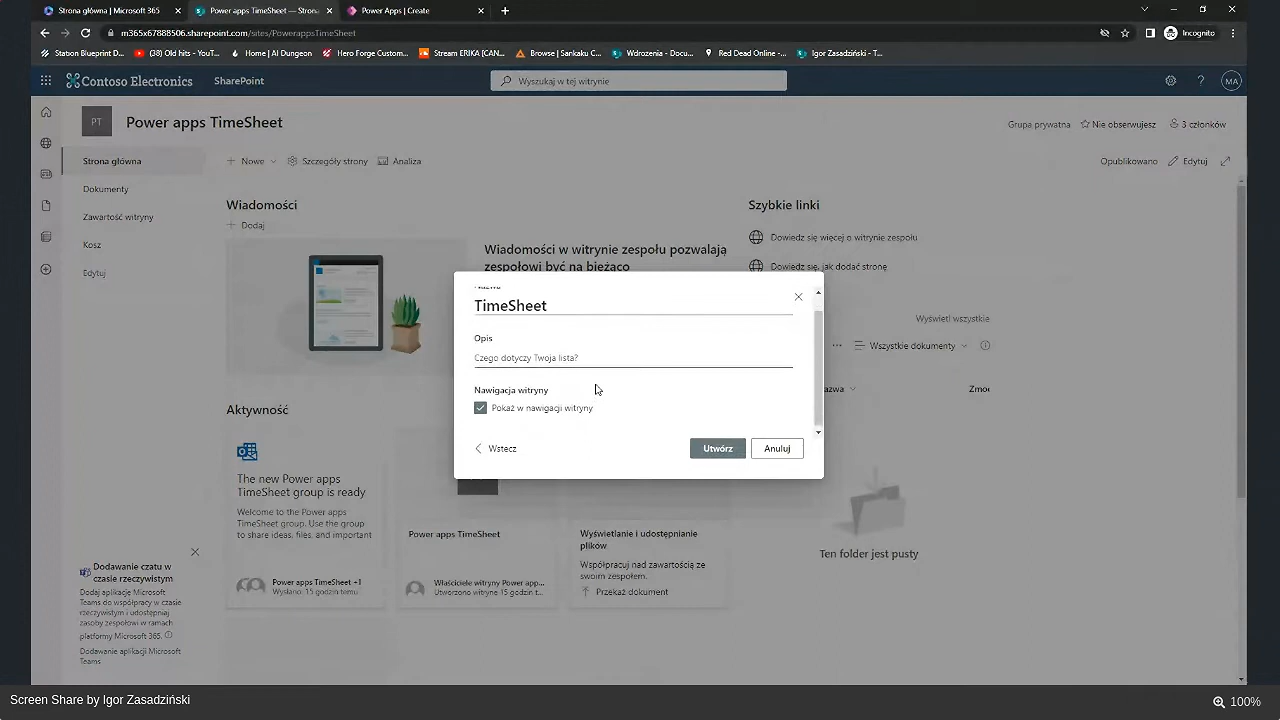 Strona główna | Microsoft 365
Power apps TimeSheet — Strona
Power Apps | Create
m365x67888506.sharepoint.com/sites/PowerappsTimeSheet
Incognito
Station Blueprint D...
(38) Old hits - YouT...
Home | AI Dungeon
Hero Forge Custom...
Stream ERIKA [CAN...
Browse | Sankaku C...
Wdrozenia - Docu...
Red Dead Online -...
Igor Zasadziński - T...
Contoso Electronics
SharePoint
Wyszukaj w tej witrynie
MA
PT
Power apps TimeSheet
Grupa prywatna
Nie obserwujesz
3 członków
Strona główna
Nowe
Szczegóły strony
Analiza
Opublikowano
Edytuj
Dokumenty
Zawartość witryny
Kosz
Edytuj
Wiadomości
Dodaj
Wiadomości w witrynie zespołu pozwalają
zespołowi być na bieżąco
Szybkie linki
Dowiedz się więcej o witrynie zespołu
Dowiedz się, jak dodać stronę
Wyświetl wszystkie
Wszystkie dokumenty
azwa
Zmoc
Ten folder jest pusty
Nazwa
TimeSheet
Opis
Czego dotyczy Twoja lista?
Nawigacja witryny
Pokaż w nawigacji witryny
Wstecz
Utwórz
Anuluj
Aktywność
The new Power apps
TimeSheet group is ready
Welcome to the Power apps
TimeSheet group. Use the group
to share ideas, files, and important
Power apps TimeSheet +1
Wysłano: 15 godzin temu
Power apps TimeSheet
Właściciele witryny Power app...
Utworzono witrynę 15 godzin t...
Wyświetlanie i udostępnianie
plików
Współpracuj nad zawartością ze
swoim zespołem.
Przekaż dokument
Dodawanie czatu w
czasie rzeczywistym
Dodaj aplikację Microsoft
Teams do współpracy w czasie
rzeczywistym i udostępniaj
zasoby zespołowi w ramach
platformy Microsoft 365.
Dodawanie aplikacji Microsoft
Teams
Screen Share by Igor Zasadziński
100%